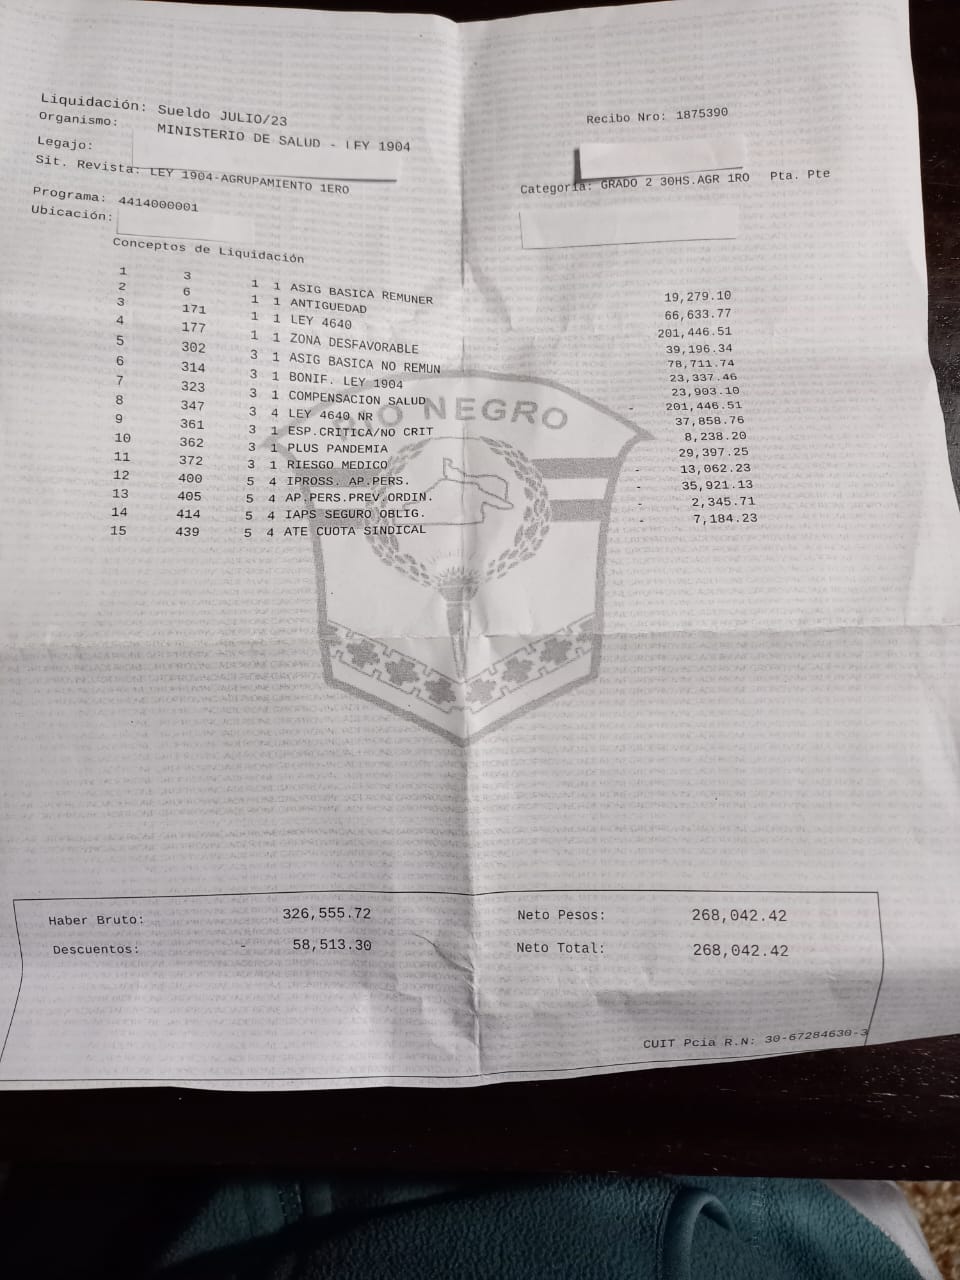 Liquidación: Sueldo JULIO/23
Organismo: MINISTERIO DE SALUD - LEY 1904
Recibo Nro: 1875390
Legajo:
Sit. Revista: LEY 1904-AGRUPAMIENTO 1ERO
Categoria: GRADO 2 30HS.AGR 1RO Pta. Pte
Programa: 4414000001
Ubicación:
Conceptos de Liquidación
1 3 1 1 ASIG BASICA REMUNER 19,279.10
2 6 1 1 ANTIGUEDAD 66,633.77
3 171 1 1 LEY 4640 201,446.51
4 177 1 1 ZONA DESFAVORABLE 39,196.34
5 302 3 1 ASIG BASICA NO REMUN 78,711.74
6 314 3 1 BONIF. LEY 1904 23,337.46
7 323 3 1 COMPENSACION SALUD 23,903.10
8 347 3 4 LEY 4640 NR - 201,446.51
9 361 3 1 ESP.CRITICA/NO CRIT 37,858.76
10 362 3 1 PLUS PANDEMIA 8,238.20
11 372 3 1 RIESGO MEDICO 29,397.25
12 400 5 4 IPROSS. AP.PERS. - 13,062.23
13 405 5 4 AP.PERS.PREV.ORDIN. - 35,921.13
14 414 5 4 IAPS SEGURO OBLIG. - 2,345.71
15 439 5 4 ATE CUOTA SINDICAL - 7,184.23
RIO NEGRO
Haber Bruto: 326,555.72 Neto Pesos: 268,042.42
Descuentos: - 58,513.30 Neto Total: 268,042.42
CUIT Pcia R.N: 30-67284630-3